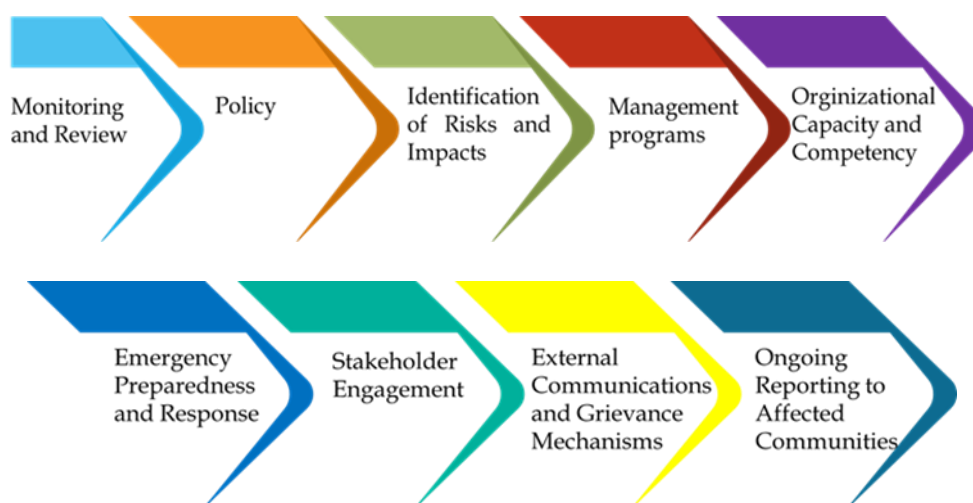 Monitoring
and Review
Policy
Identification
of Risks and
Impacts
Management
programs
Orginizational
Capacity and
Competency
Emergency
Preparedness
and Response
Stakeholder
Engagement
External
Communications
and Grievance
Mechanisms
Ongoing
Reporting to
Affected
Communities